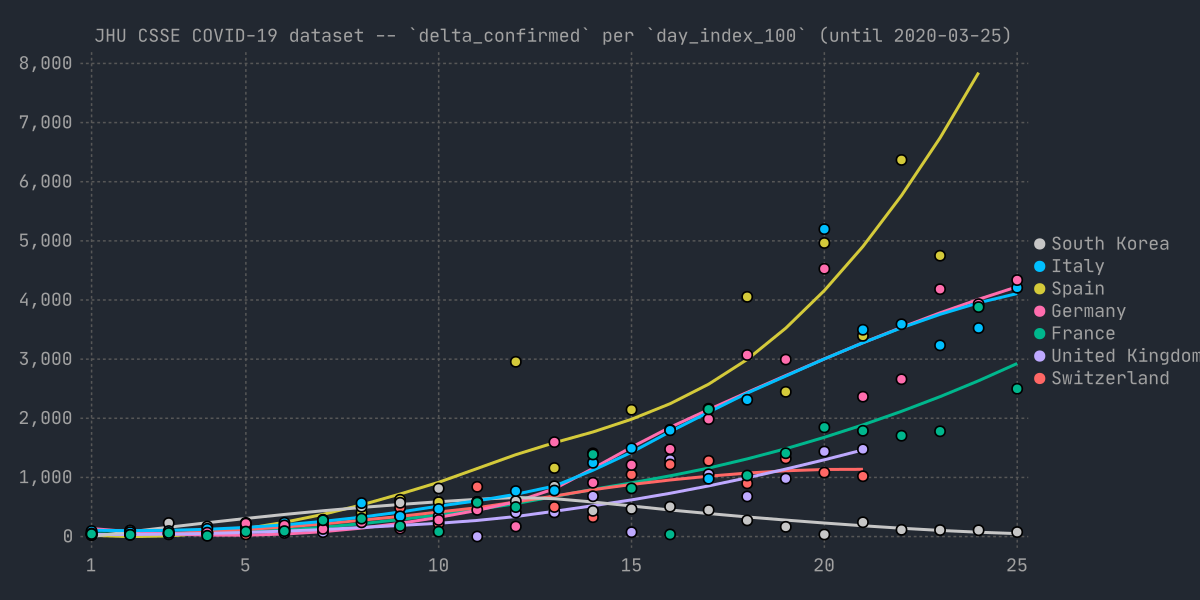 JHU CSSE COVID-19 dataset -- `delta_confirmed` per `day_index_100` (until 2020-03-25)
8,000
7,000
6,000
5,000
4,000
3,000
2,000
1,000
0
1
5
10
15
20
25
South Korea
Italy
Spain
Germany
France
United Kingdom
Switzerland